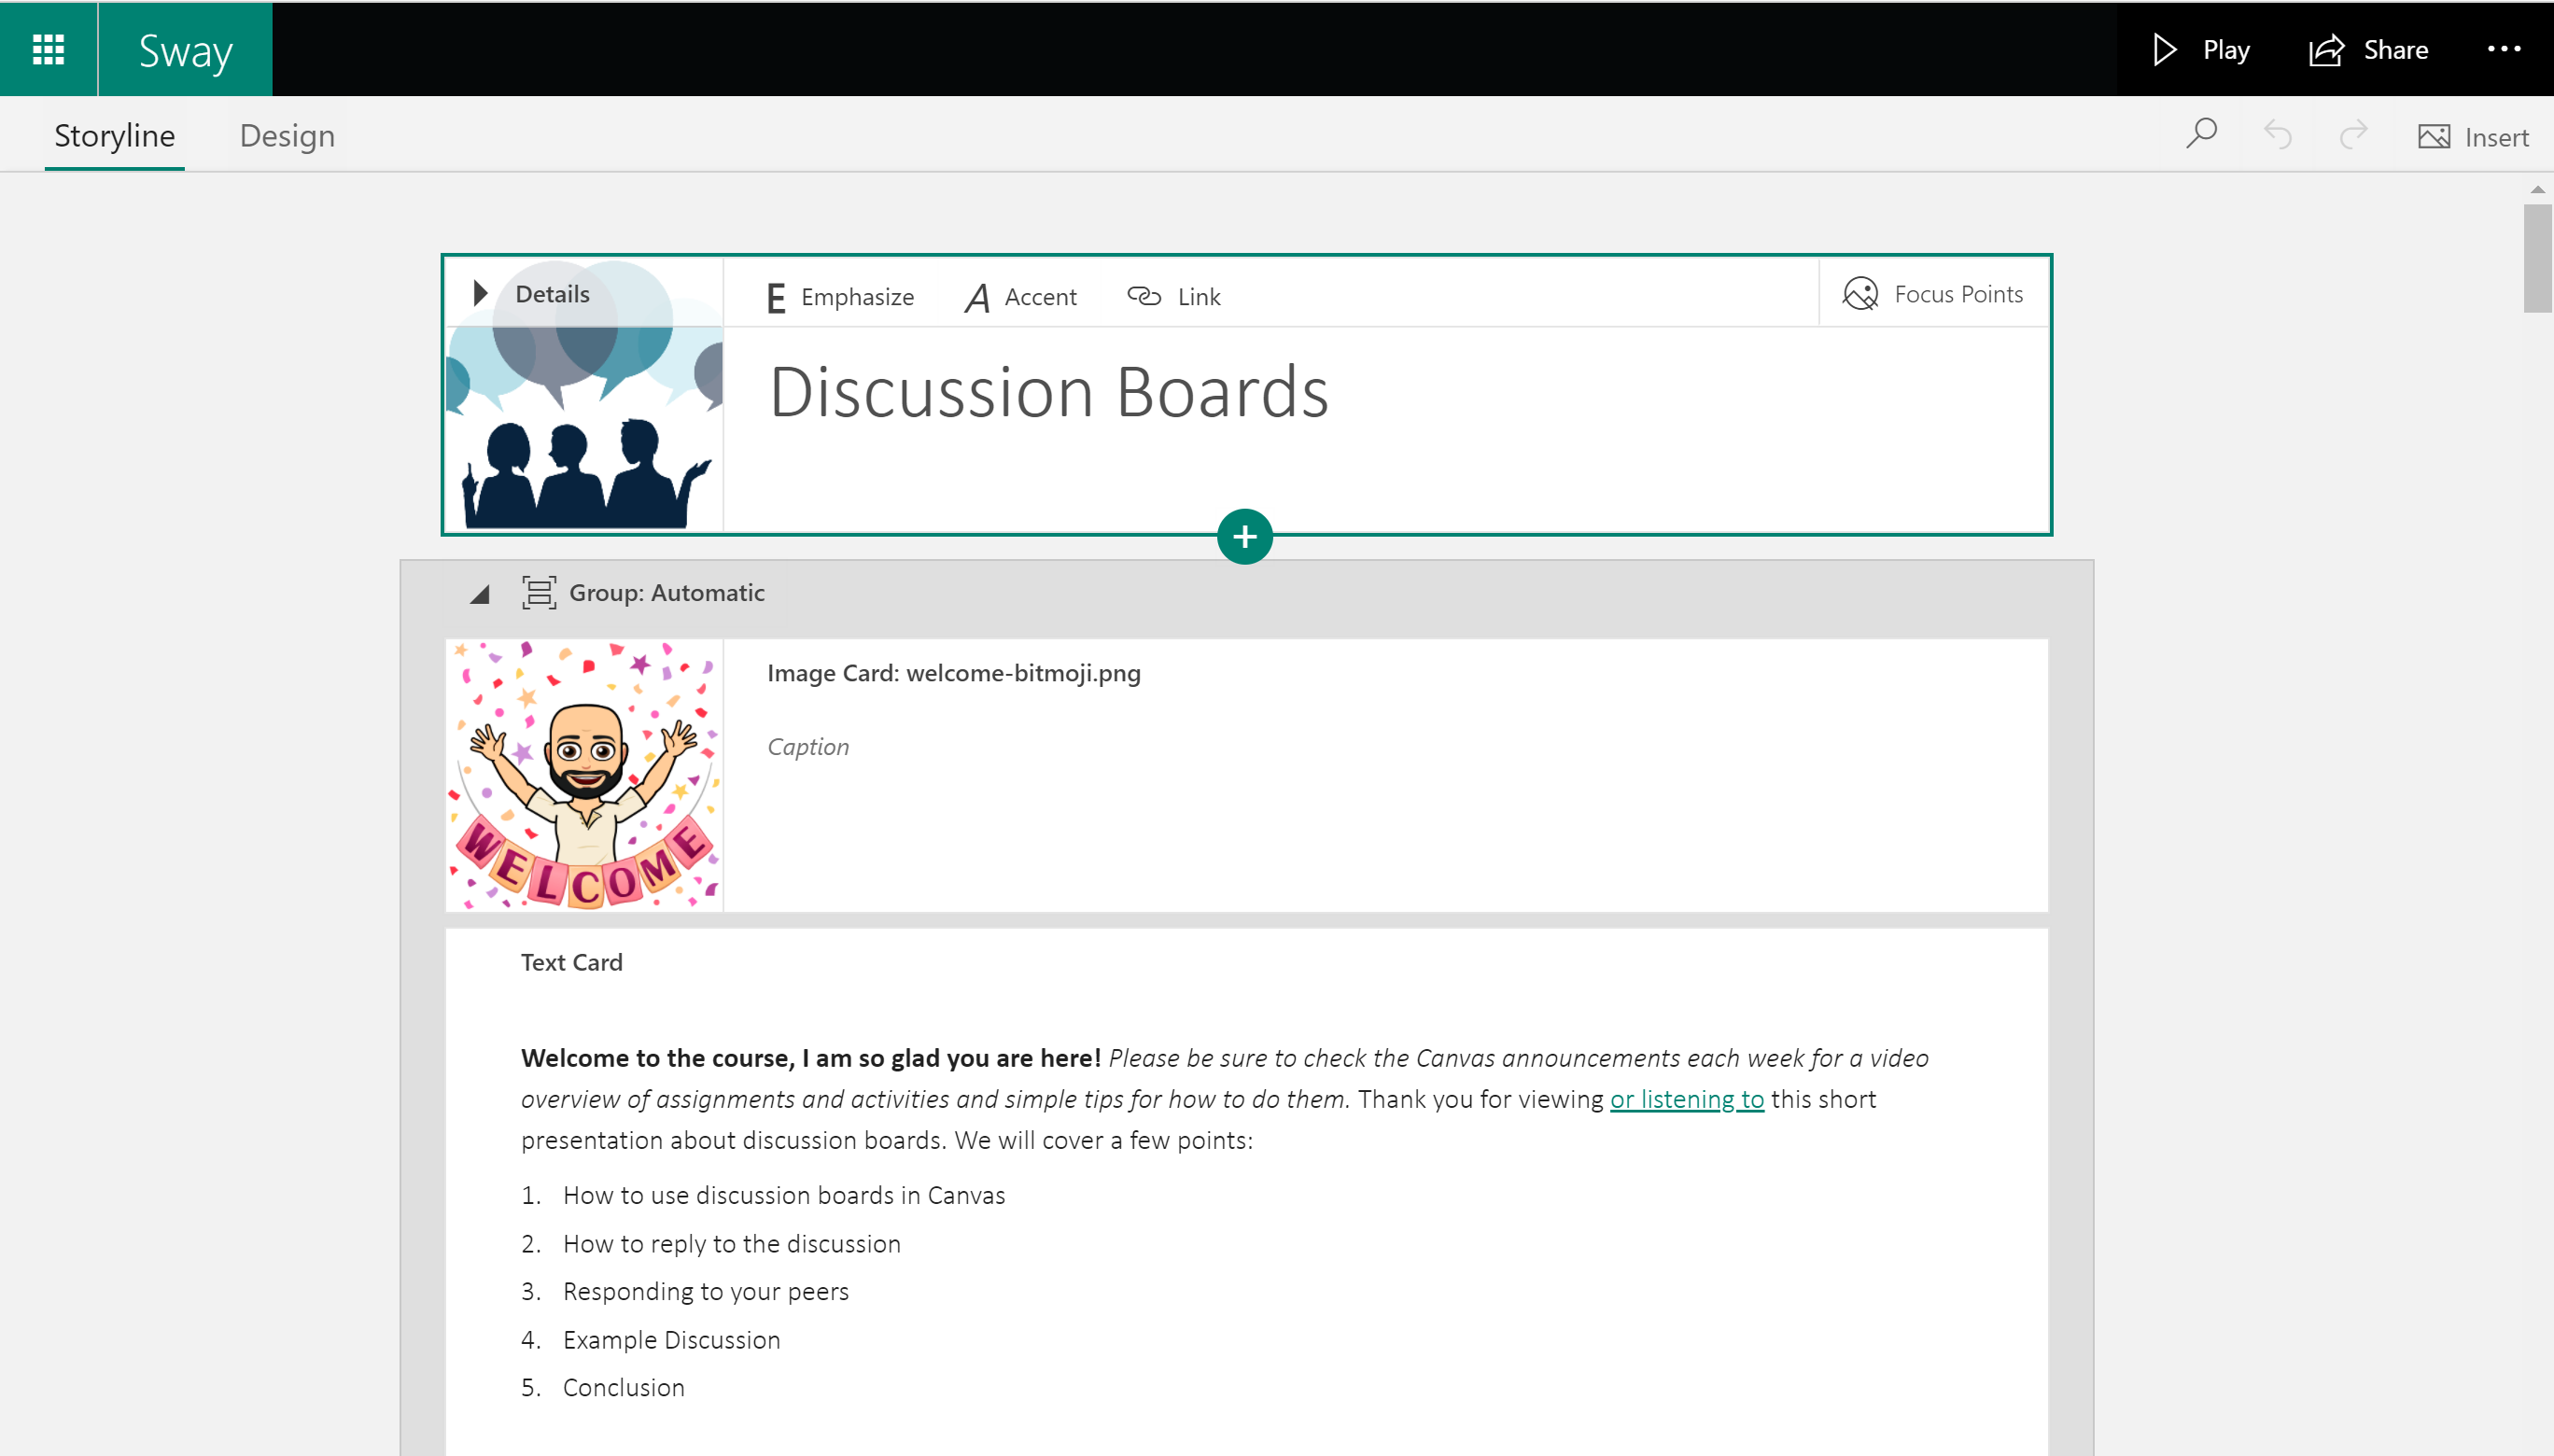 Sway
Play
Share
Storyline
Design
Insert
Details
E Emphasize
A Accent
Link
Focus Points
Discussion Boards
Group: Automatic
Image Card: welcome-bitmoji.png
Caption
WELCOME
Text Card
Welcome to the course, I am so glad you are here! Please be sure to check the Canvas announcements each week for a video
overview of assignments and activities and simple tips for how to do them. Thank you for viewing or listening to this short
presentation about discussion boards. We will cover a few points:
1. How to use discussion boards in Canvas
2. How to reply to the discussion
3. Responding to your peers
4. Example Discussion
5. Conclusion